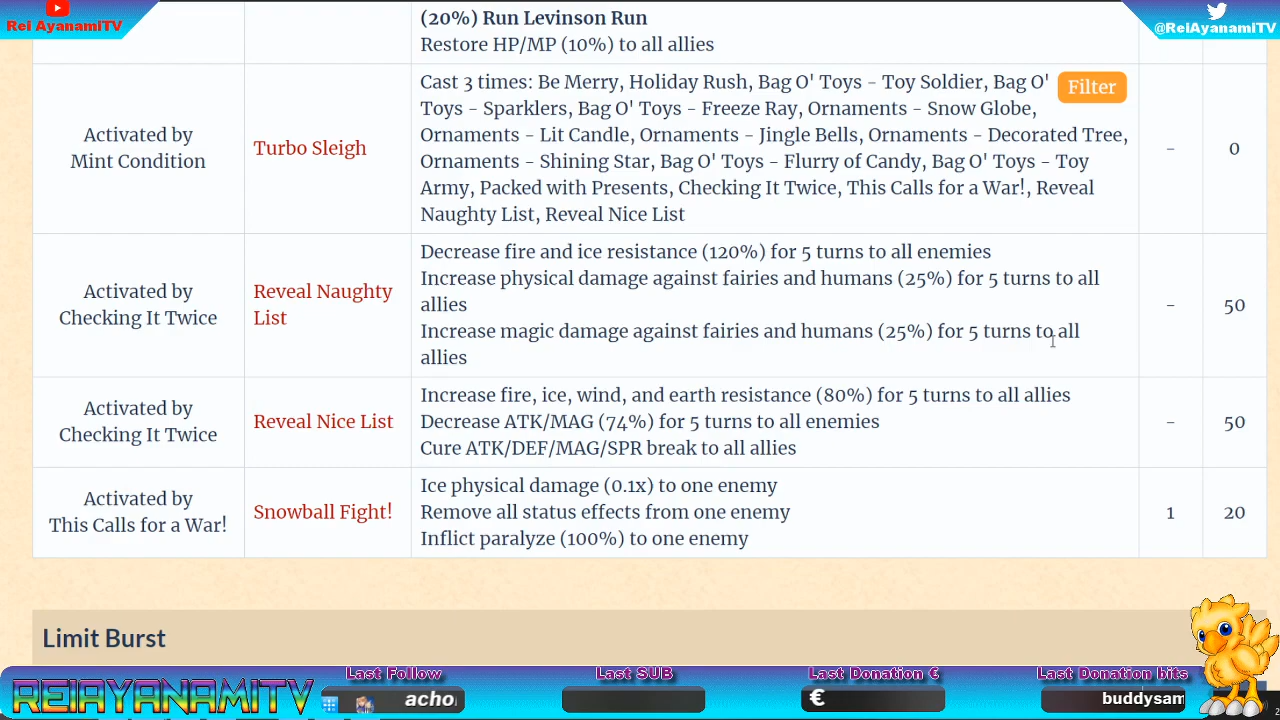 Rei AyanamiTV
@ReiAyanamiTV
(20%) Run Levinson Run
Restore HP/MP (10%) to all allies
Activated by
Mint Condition
Turbo Sleigh
Cast 3 times: Be Merry, Holiday Rush, Bag O' Toys - Toy Soldier, Bag O'
Toys - Sparklers, Bag O' Toys - Freeze Ray, Ornaments - Snow Globe,
Ornaments - Lit Candle, Ornaments - Jingle Bells, Ornaments - Decorated Tree,
Ornaments - Shining Star, Bag O' Toys - Flurry of Candy, Bag O' Toys - Toy
Army, Packed with Presents, Checking It Twice, This Calls for a War!, Reveal
Naughty List, Reveal Nice List
Filter
-
0
Activated by
Checking It Twice
Reveal Naughty
List
Decrease fire and ice resistance (120%) for 5 turns to all enemies
Increase physical damage against fairies and humans (25%) for 5 turns to all
allies
Increase magic damage against fairies and humans (25%) for 5 turns to all
allies
-
50
Activated by
Checking It Twice
Reveal Nice List
Increase fire, ice, wind, and earth resistance (80%) for 5 turns to all allies
Decrease ATK/MAG (74%) for 5 turns to all enemies
Cure ATK/DEF/MAG/SPR break to all allies
-
50
Activated by
This Calls for a War!
Snowball Fight!
Ice physical damage (0.1x) to one enemy
Remove all status effects from one enemy
Inflict paralyze (100%) to one enemy
1
20
Limit Burst
REIAYANAMITV
Last Follow
acho
Last SUB
Last Donation €
€
Last Donation bits
buddysam
2